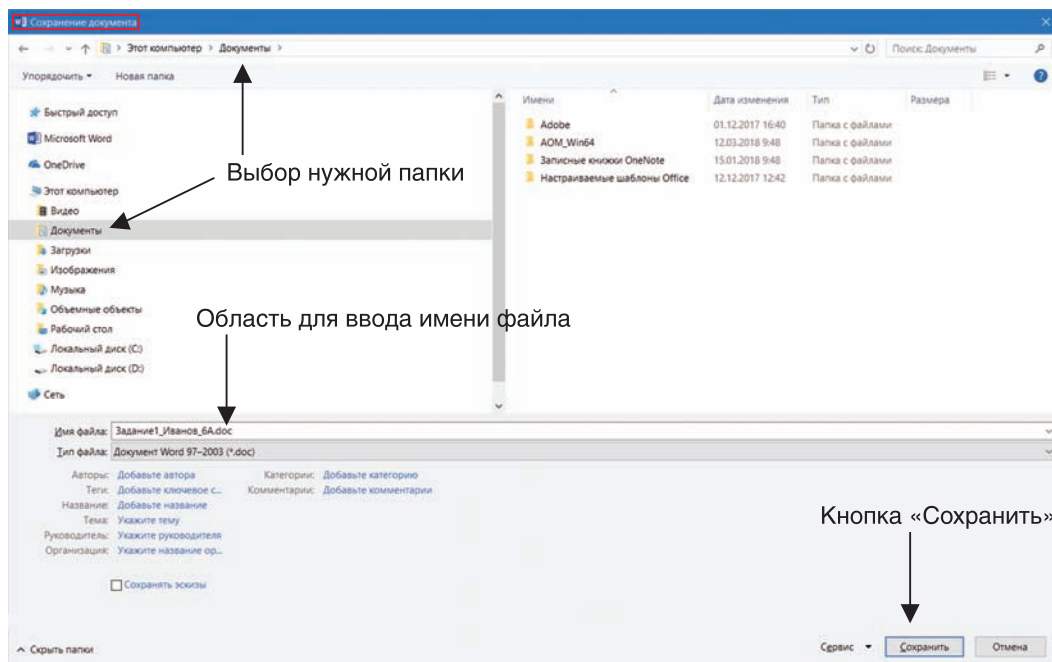 Сохранение документа
Этот компьютер > Документы >
Поиск: Документы
Упорядочить Новая папка
Быстрый доступ
Microsoft Word
OneDrive
Этот компьютер
Видео
Документы
Загрузки
Изображения
Музыка
Объемные объекты
Рабочий стол
Локальный диск (C:)
Локальный диск (D:)
Сеть
Выбор нужной папки
Имени Дата изменения Тип Размера
Adobe 01.12.2017 16:40 Папка с файлами
AOM_Win64 12.03.2018 9:48 Папка с файлами
Записные книжки OneNote 15.01.2018 9:48 Папка с файлами
Настраиваемые шаблоны Office 12.12.2017 12:42 Папка с файлами
Область для ввода имени файла
Имя файла: Задание1_Иванов_6А.doc
Тип файла: Документ Word 97–2003 (*.doc)
Авторы: Добавьте автора Категории: Добавьте категорию
Теги: Добавьте ключевое с... Комментарии: Добавьте комментарии
Название: Добавьте название
Тема: Укажите тему
Руководитель: Укажите руководителя
Организация: Укажите название ор...
Сохранять эскизы
Кнопка «Сохранить»
Скрыть папки
Сервис Сохранить Отмена